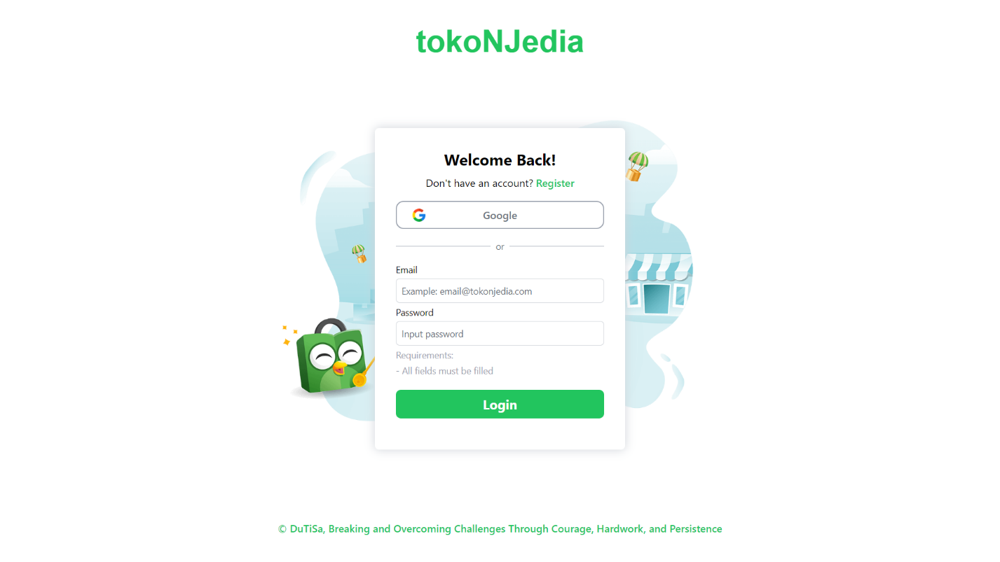 tokoNJedia
Welcome Back!
Don't have an account? Register
Google
or
Email
Example: email@tokonjedia.com
Password
Input password
Requirements:
- All fields must be filled
Login
© DuTiSa, Breaking and Overcoming Challenges Through Courage, Hardwork, and Persistence